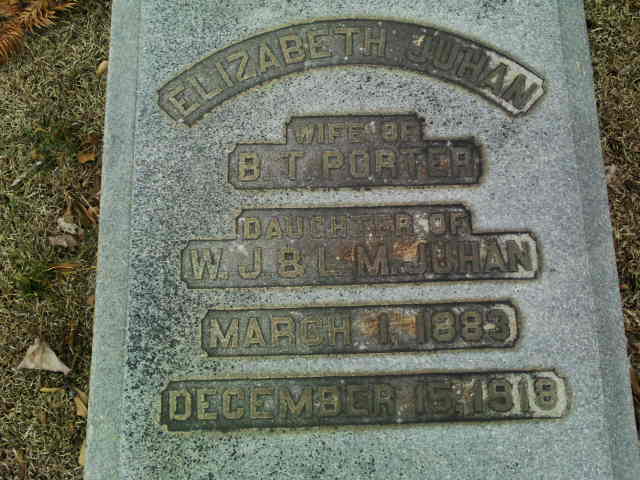 ELIZABETH JUHAN
WIFE OF
B. T. PORTER
DAUGHTER OF
W. J. & L. M. JUHAN
MARCH 1, 1883
DECEMBER 15, 1918